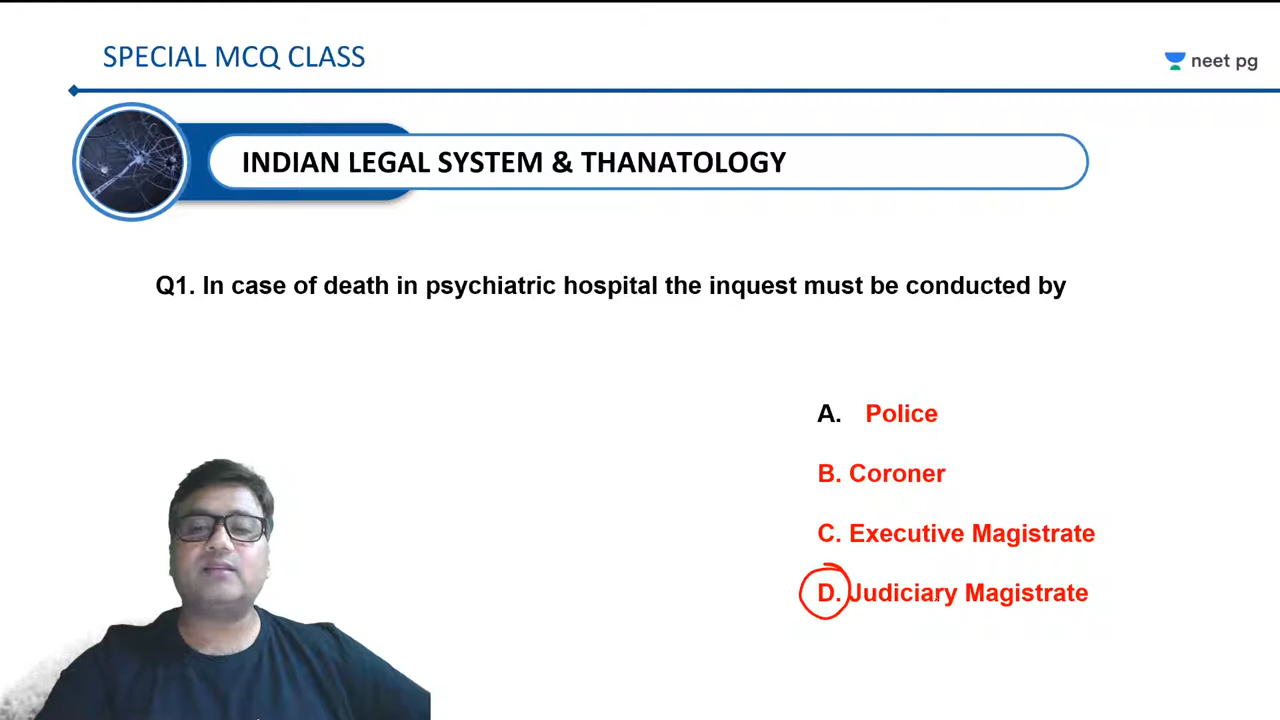 SPECIAL MCQ CLASS
neet pg
INDIAN LEGAL SYSTEM & THANATOLOGY
Q1. In case of death in psychiatric hospital the inquest must be conducted by
A. Police
B. Coroner
C. Executive Magistrate
D. Judiciary Magistrate